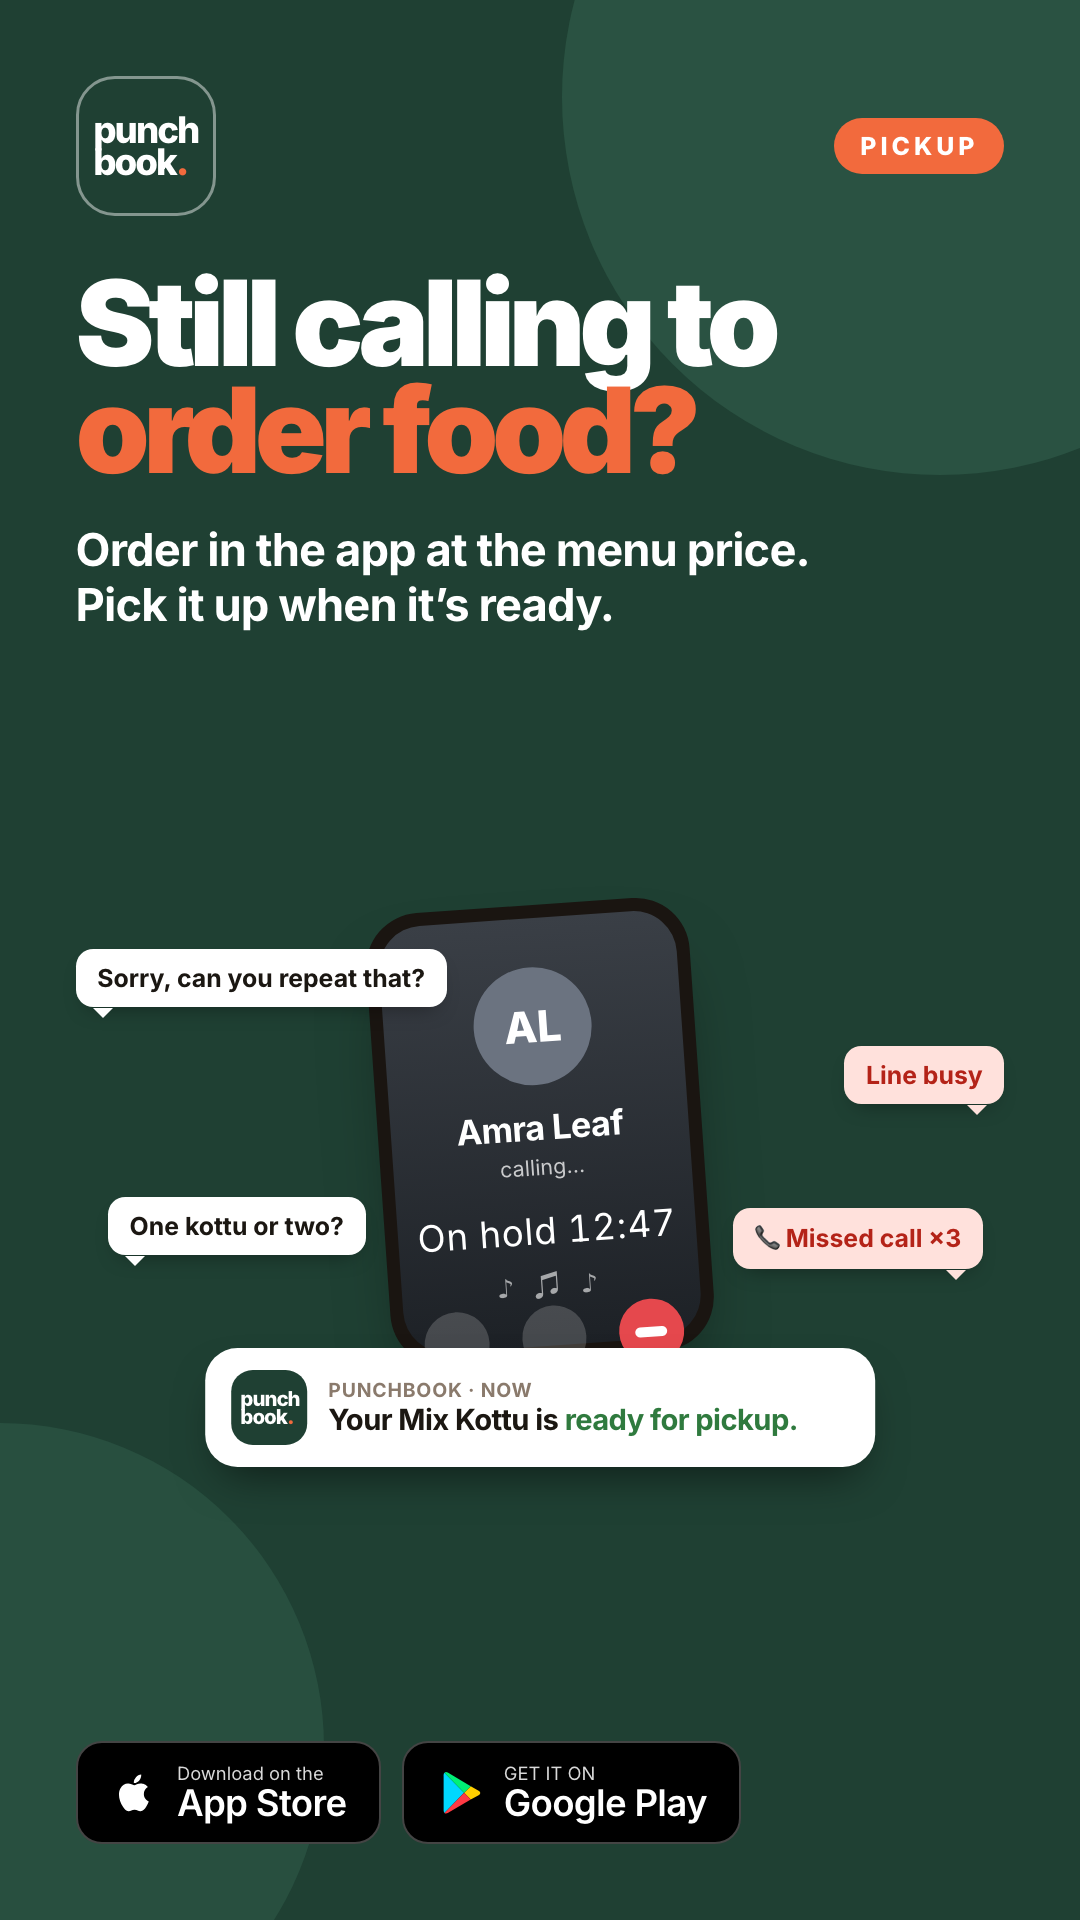 punch
book.
PICKUP
Still calling to
order food?
Order in the app at the menu price.
Pick it up when it’s ready.
Sorry, can you repeat that?
AL
Line busy
Amra Leaf
calling...
One kottu or two?
On hold 12:47
Missed call ×3
punch
book.
PUNCHBOOK · NOW
Your Mix Kottu is ready for pickup.
Download on the
App Store
GET IT ON
Google Play